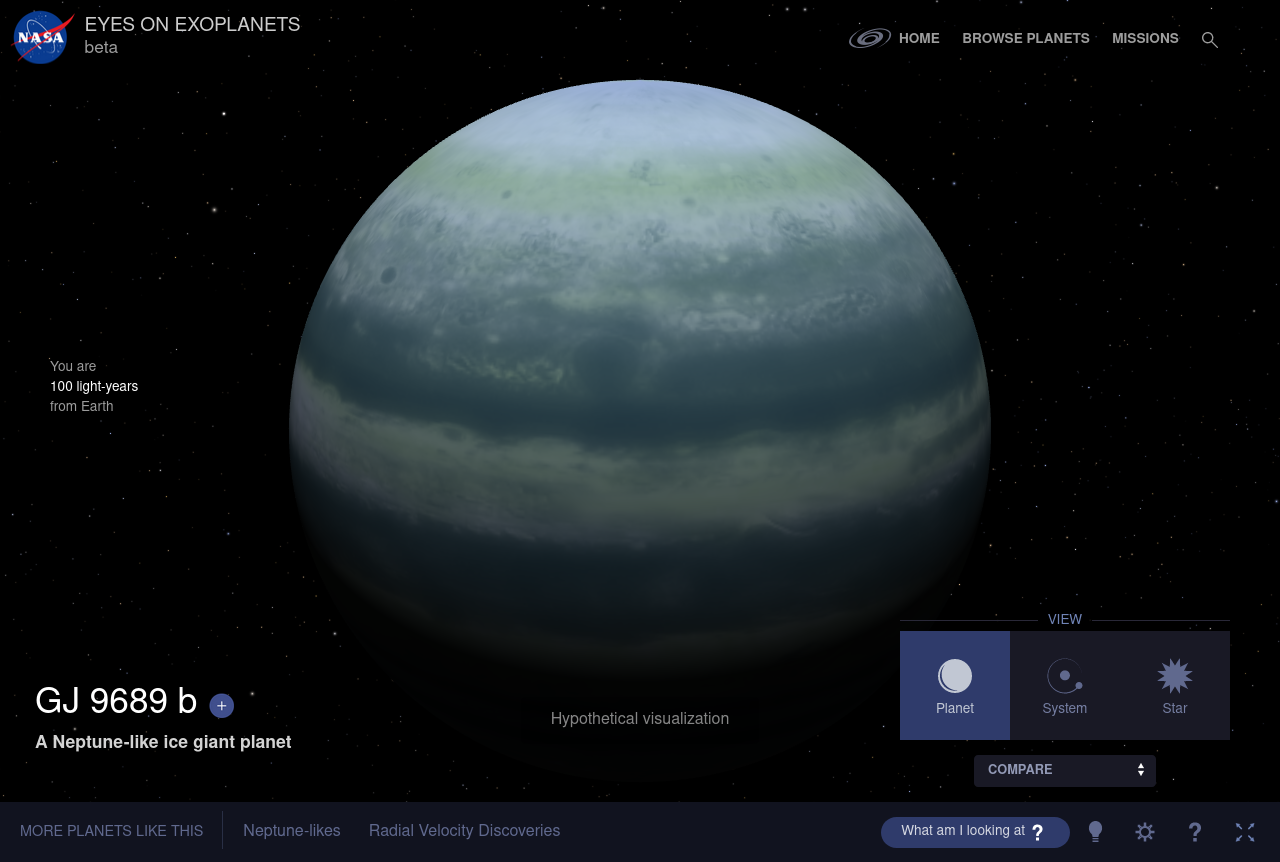 NASA
EYES ON EXOPLANETS
beta
HOME
BROWSE PLANETS
MISSIONS
You are
100 light-years
from Earth
VIEW
Planet
System
Star
GJ 9689 b +
A Neptune-like ice giant planet
Hypothetical visualization
COMPARE
MORE PLANETS LIKE THIS
Neptune-likes
Radial Velocity Discoveries
What am I looking at ?
?